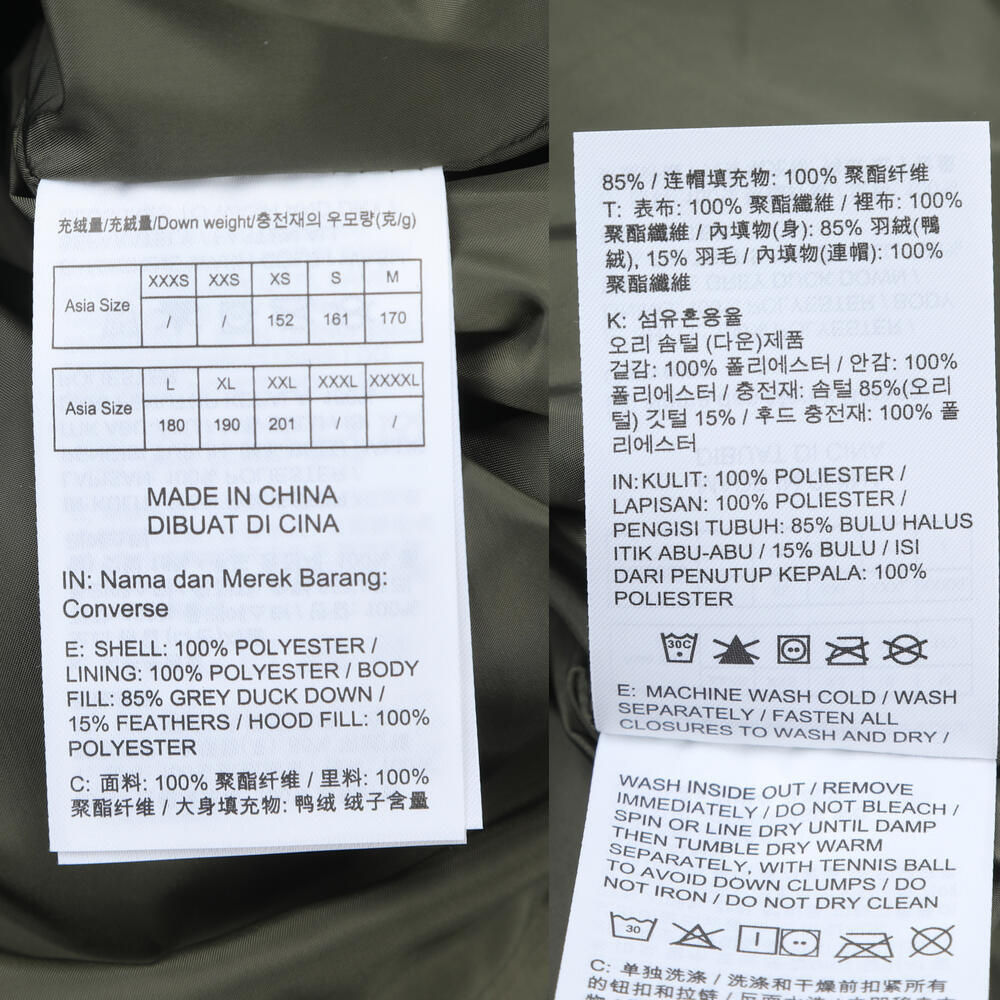 充绒量/充絨量/Down weight/충전재의 우모량(克/g)
Asia Size XXXS XXS XS S M
/ / 152 161 170
Asia Size L XL XXL XXXL XXXXL
180 190 201 /
MADE IN CHINA
DIBUAT DI CINA
IN: Nama dan Merek Barang:
Converse
E: SHELL: 100% POLYESTER /
LINING: 100% POLYESTER / BODY
FILL: 85% GREY DUCK DOWN /
15% FEATHERS / HOOD FILL: 100%
POLYESTER
C: 面料: 100% 聚酯纤维 / 里料: 100%
聚酯纤维 / 大身填充物: 鸭绒 绒子含量
85% / 连帽填充物: 100% 聚酯纤维
T: 表布: 100% 聚酯纖維 / 裡布: 100%
聚酯纖維 / 內填物(身): 85% 羽絨(鴨
絨), 15% 羽毛 / 內填物(連帽): 100%
聚酯纖維
K: 섬유혼용율
오리 솜털 (다운)제품
겉감: 100% 폴리에스터 / 안감: 100%
폴리에스터 / 충전재: 솜털 85%(오리
털) 깃털 15% / 후드 충전재: 100% 폴
리에스터
IN:KULIT: 100% POLIESTER /
LAPISAN: 100% POLIESTER /
PENGISI TUBUH: 85% BULU HALUS
ITIK ABU-ABU / 15% BULU / ISI
DARI PENUTUP KEPALA: 100%
POLIESTER
30C
E: MACHINE WASH COLD / WASH
SEPARATELY / FASTEN ALL
CLOSURES TO WASH AND DRY /
WASH INSIDE OUT / REMOVE
IMMEDIATELY / DO NOT BLEACH /
SPIN OR LINE DRY UNTIL DAMP
THEN TUMBLE DRY WARM
SEPARATELY, WITH TENNIS BALL
TO AVOID DOWN CLUMPS / DO
NOT IRON / DO NOT DRY CLEAN
30
C: 单独洗涤 / 洗涤和干燥前扣紧所有
的钮扣和拉链